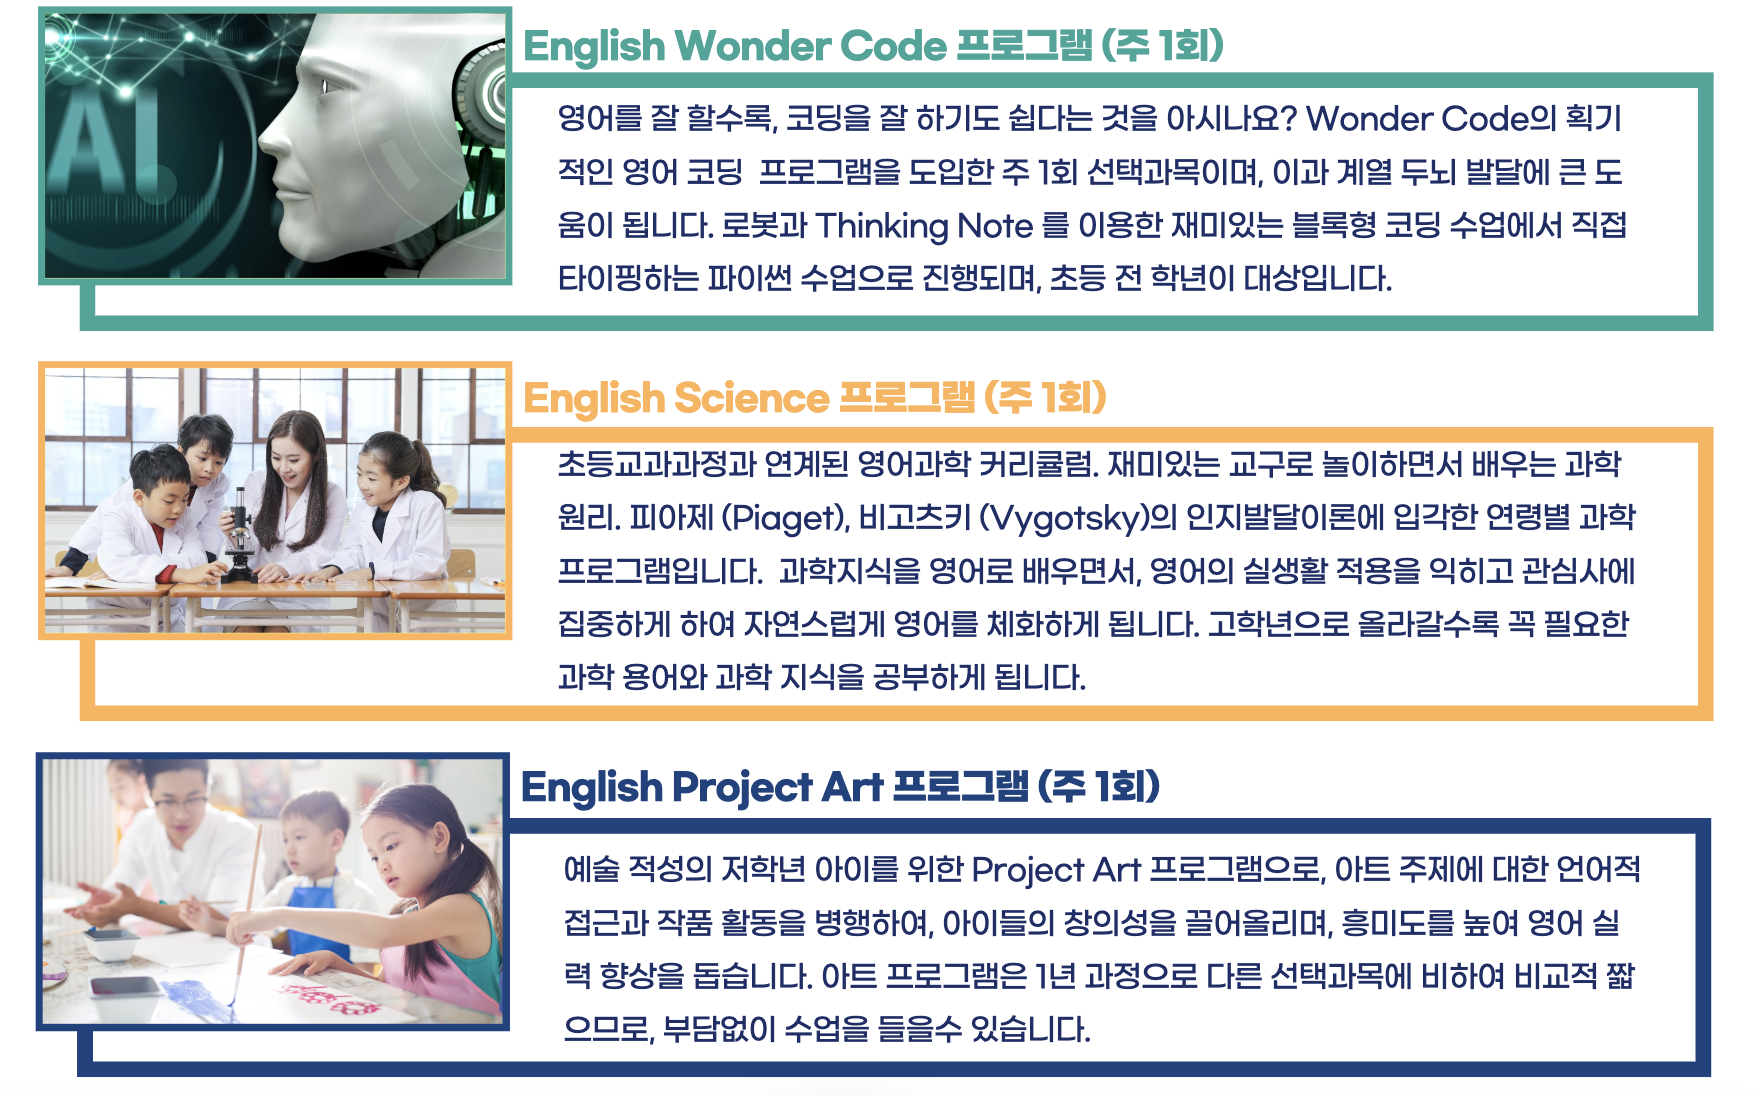 AI
English Wonder Code 프로그램 (주 1회)
영어를 잘 할수록, 코딩을 잘 하기도 쉽다는 것을 아시나요? Wonder Code의 획기
적인 영어 코딩 프로그램을 도입한 주 1회 선택과목이며, 이과 계열 두뇌 발달에 큰 도
움이 됩니다. 로봇과 Thinking Note 를 이용한 재미있는 블록형 코딩 수업에서 직접
타이핑하는 파이썬 수업으로 진행되며, 초등 전 학년이 대상입니다.
English Science 프로그램 (주 1회)
초등교과과정과 연계된 영어과학 커리큘럼. 재미있는 교구로 놀이하면서 배우는 과학
원리. 피아제 (Piaget), 비고츠키 (Vygotsky)의 인지발달이론에 입각한 연령별 과학
프로그램입니다. 과학지식을 영어로 배우면서, 영어의 실생활 적용을 익히고 관심사에
집중하게 하여 자연스럽게 영어를 체화하게 됩니다. 고학년으로 올라갈수록 꼭 필요한
과학 용어와 과학 지식을 공부하게 됩니다.
English Project Art 프로그램 (주 1회)
예술 적성의 저학년 아이를 위한 Project Art 프로그램으로, 아트 주제에 대한 언어적
접근과 작품 활동을 병행하여, 아이들의 창의성을 끌어올리며, 흥미도를 높여 영어 실
력 향상을 돕습니다. 아트 프로그램은 1년 과정으로 다른 선택과목에 비하여 비교적 짧
으므로, 부담없이 수업을 들을수 있습니다.